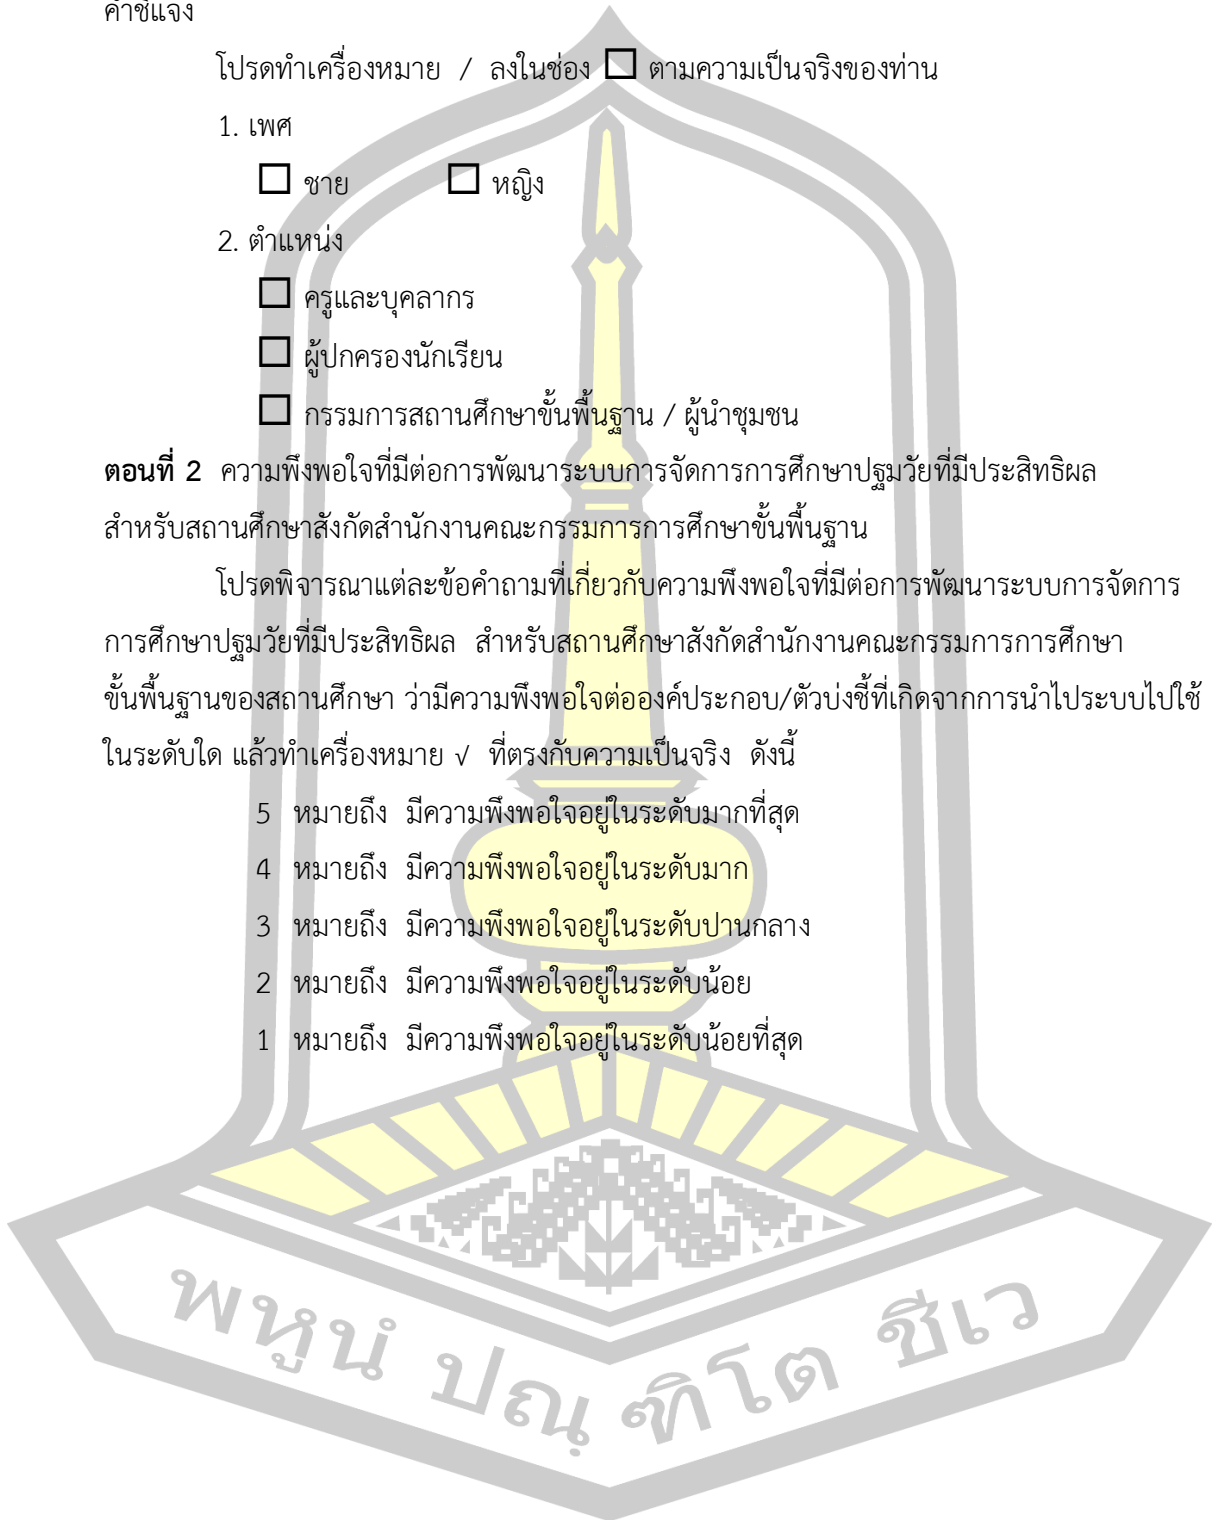 คำชี้แจง
โปรดทำเครื่องหมาย / ลงในช่อง ☐ ตามความเป็นจริงของท่าน
1. เพศ
☐ ชาย ☐ หญิง
2. ตำแหน่ง
☐ ครูและบุคลากร
☐ ผู้ปกครองนักเรียน
☐ กรรมการสถานศึกษาขั้นพื้นฐาน / ผู้นำชุมชน
ตอนที่ 2 ความพึงพอใจที่มีต่อการพัฒนาระบบการจัดการการศึกษาปฐมวัยที่มีประสิทธิผล
สำหรับสถานศึกษาสังกัดสำนักงานคณะกรรมการการศึกษาขั้นพื้นฐาน
โปรดพิจารณาแต่ละข้อคำถามที่เกี่ยวกับความพึงพอใจที่มีต่อการพัฒนาระบบการจัดการ
การศึกษาปฐมวัยที่มีประสิทธิผล สำหรับสถานศึกษาสังกัดสำนักงานคณะกรรมการการศึกษา
ขั้นพื้นฐานของสถานศึกษา ว่ามีความพึงพอใจต่อองค์ประกอบ/ตัวบ่งชี้ที่เกิดจากการนำไประบบไปใช้
ในระดับใด แล้วทำเครื่องหมาย √ ที่ตรงกับความเป็นจริง ดังนี้
5 หมายถึง มีความพึงพอใจอยู่ในระดับมากที่สุด
4 หมายถึง มีความพึงพอใจอยู่ในระดับมาก
3 หมายถึง มีความพึงพอใจอยู่ในระดับปานกลาง
2 หมายถึง มีความพึงพอใจอยู่ในระดับน้อย
1 หมายถึง มีความพึงพอใจอยู่ในระดับน้อยที่สุด
พหูนํ ปณฺฑิโต ชีเว